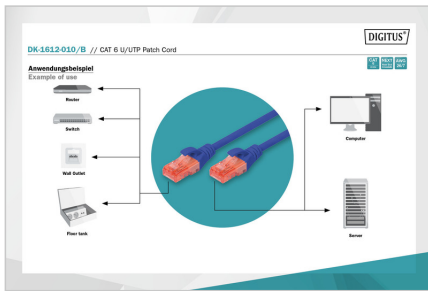 DIGITUS®
DK-1612-010/B // CAT 6 U/UTP Patch Cord
Anwendungsbeispiel
Example of use
Router
Switch
Wall Outlet
Floor tank
Computer
Server